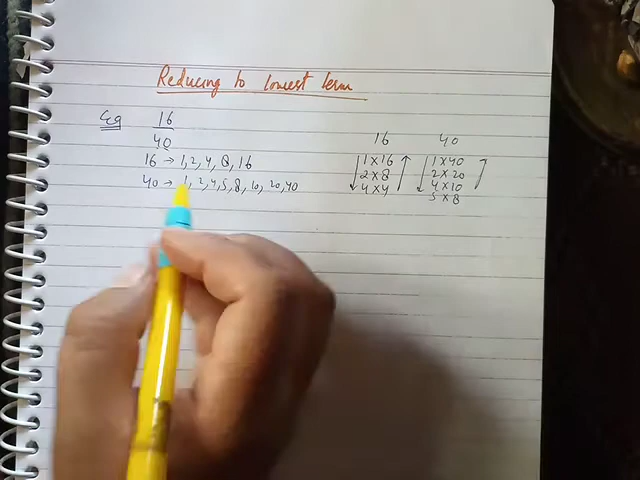 Reducing to lowest term
Eg 16
40
16 → 1, 2, 4, 8, 16
40 → 1, 2, 4, 5, 8, 10, 20, 40
16
1 × 16
2 × 8
4 × 4
40
1 × 40
2 × 20
4 × 10
5 × 8